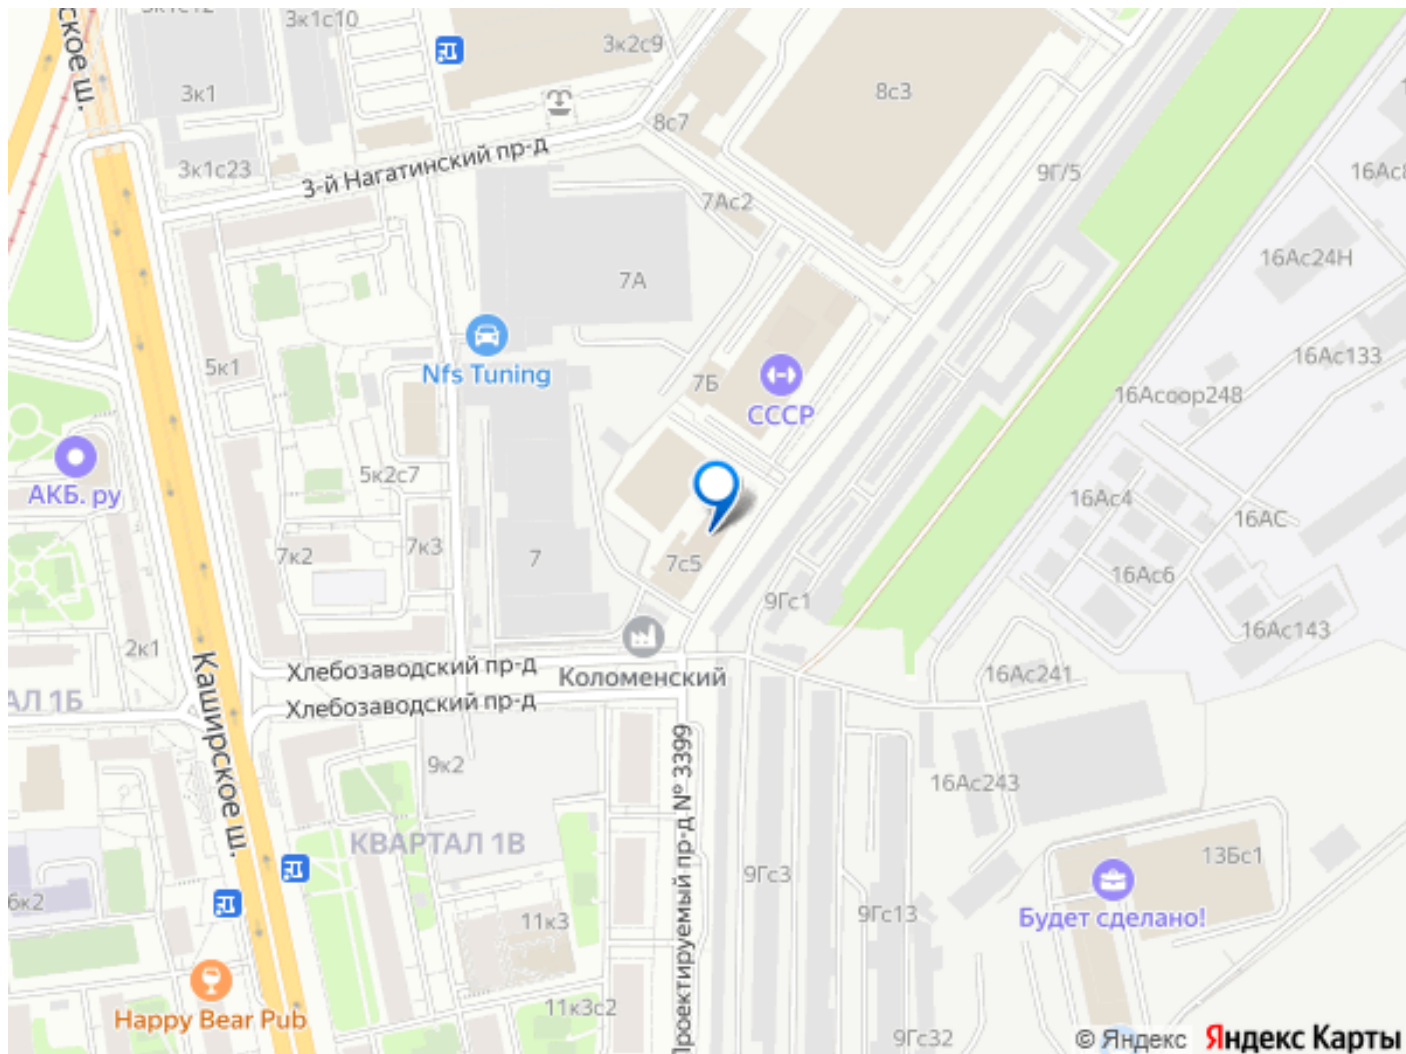 3к1с10
3к2с9
ское ш.
3к1
8с3
8с7
3к1с23
3-й Нагатинский пр-д
9Г/5
7Ас2
16Ас24Н
7А
5к1
Nfs Tuning
7Б
СССР
16Ас133
16Асоор248
АКБ. ру
5к2с7
16Ас4
16АС
7к2
7к3
7
7с5
16Ас6
9Гс1
2к1
16Ас143
Хлебозаводский пр-д
Коломенский
16Ас241
АЛ 1Б
Хлебозаводский пр-д
Каширское ш.
9к2
Проектируемый пр-д № 3399
16Ас243
КВАРТАЛ 1В
9Гс3
13Бс1
6к2
11к3
9Гс13
Будет сделано!
Happy Bear Pub
11к3с2
9Гс32
© Яндекс Яндекс Карты